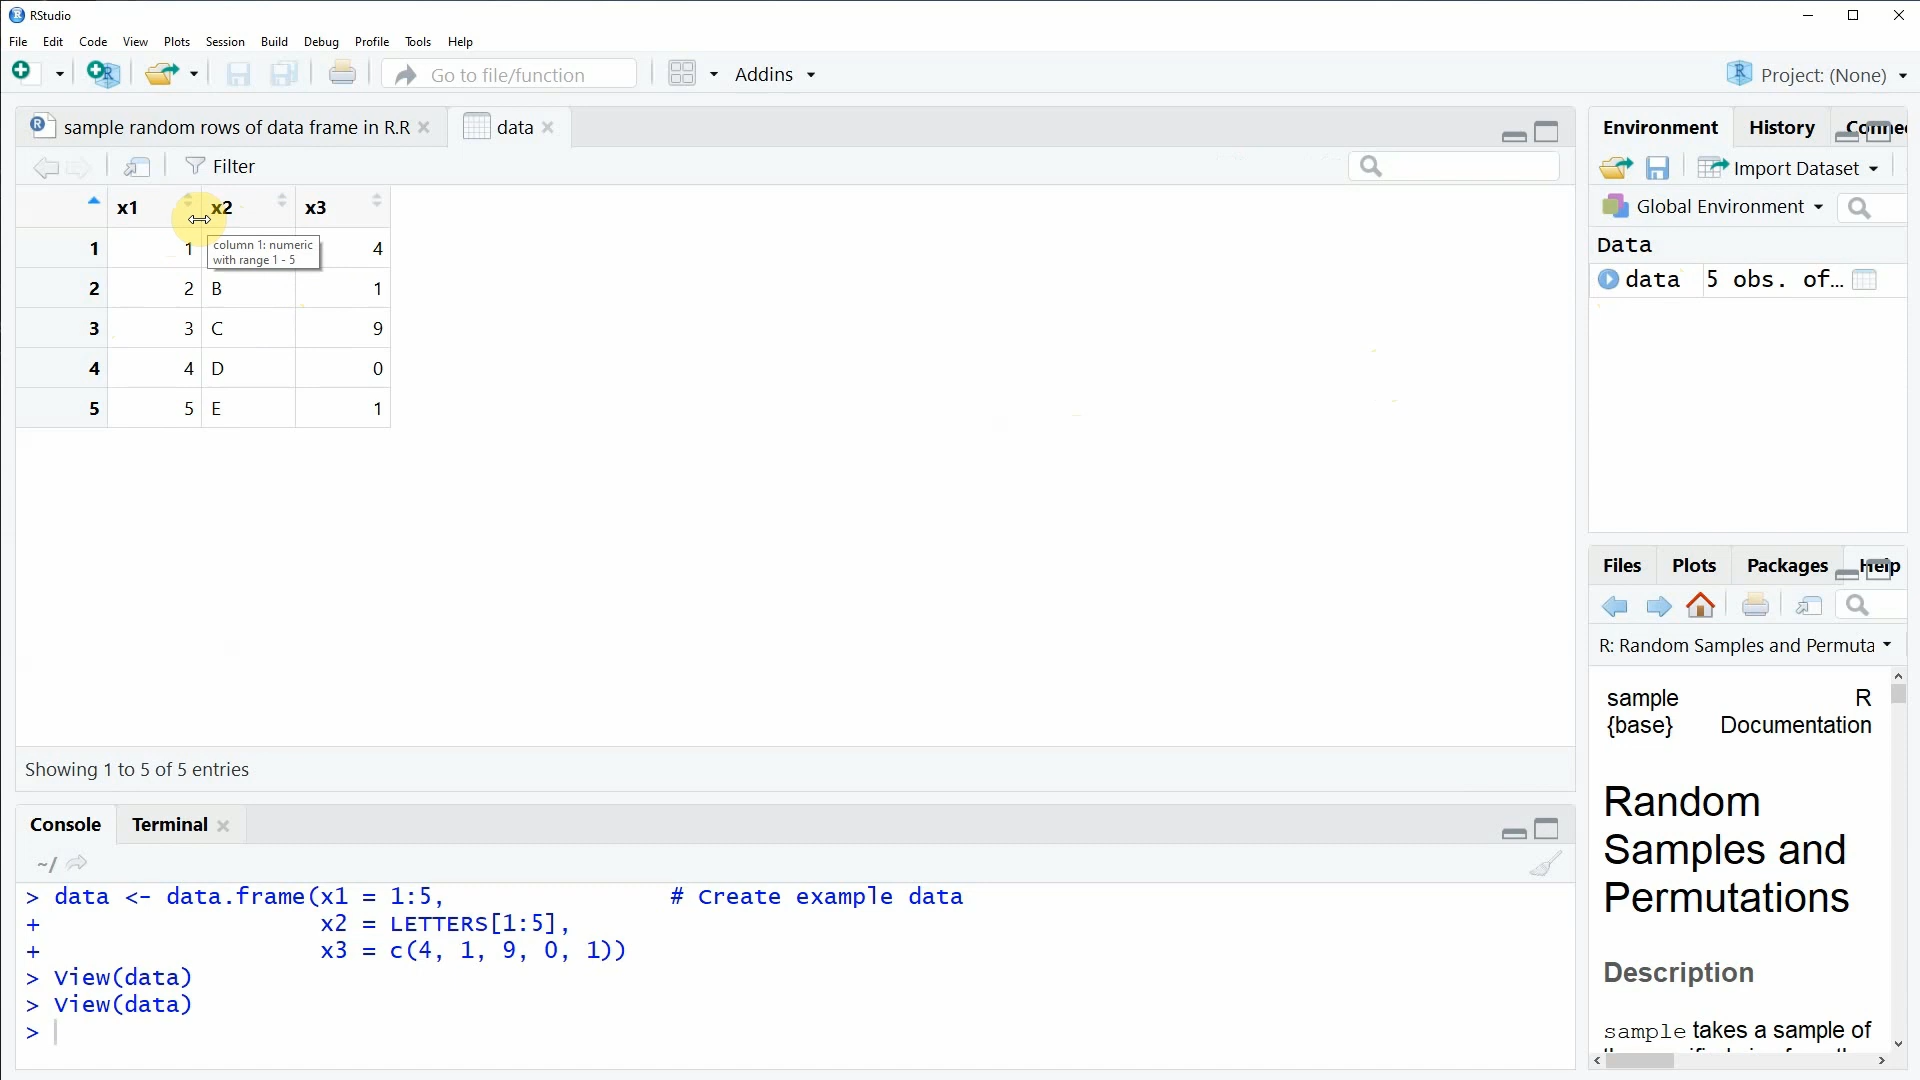 RStudio
File Edit Code View Plots Session Build Debug Profile Tools Help
Go to file/function Addins Project: (None)
sample random rows of data frame in R.R data
Filter
x1 x2 x3
1 1 4
column 1: numeric
with range 1 - 5
2 2 B 1
3 3 C 9
4 4 D 0
5 5 E 1
Showing 1 to 5 of 5 entries
Console Terminal
~/
> data <- data.frame(x1 = 1:5, # Create example data
+ x2 = LETTERS[1:5],
+ x3 = c(4, 1, 9, 0, 1))
> View(data)
> View(data)
>
Environment History Conne
Import Dataset
Global Environment
Data
data 5 obs. of…
Files Plots Packages Help
R: Random Samples and Permuta
sample R
{base} Documentation
Random
Samples and
Permutations
Description
sample takes a sample of